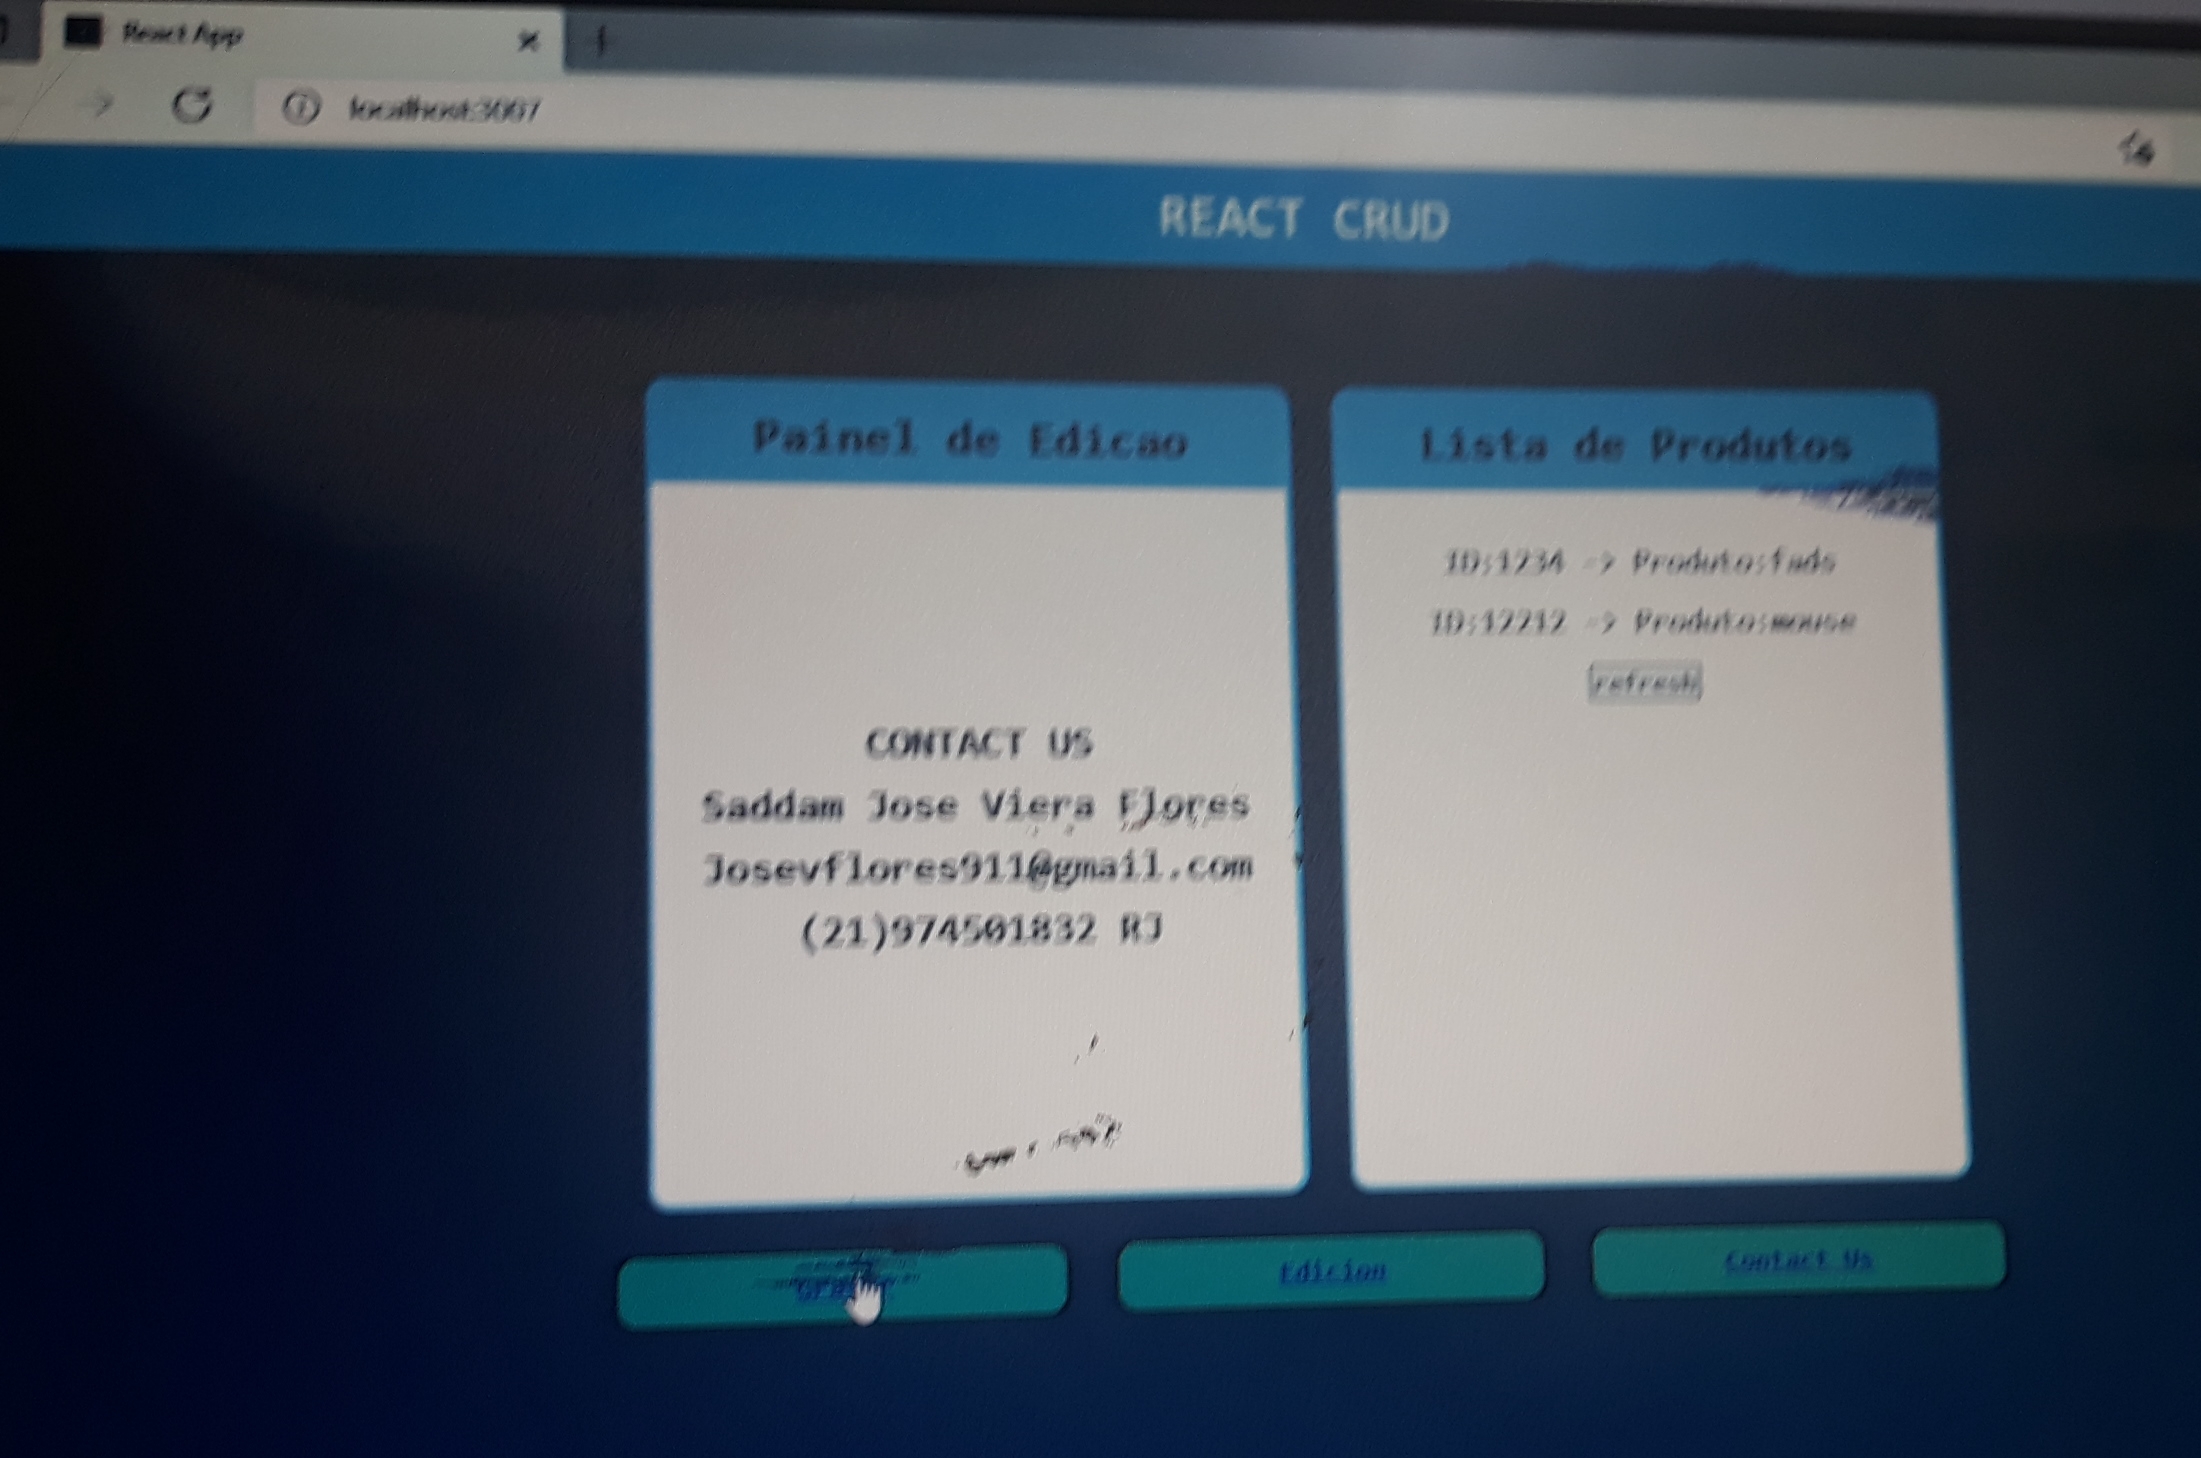 React App
localhost:3007
REACT CRUD
Painel de Edicao
CONTACT US
Saddam Jose Viera Flores
Josevflores911@gmail.com
(21)974501832 RJ
Lista de Produtos
ID:1234 -> Produto:fads
ID:12212 -> Produto:mouse
refresh
Edicion
Contact Us